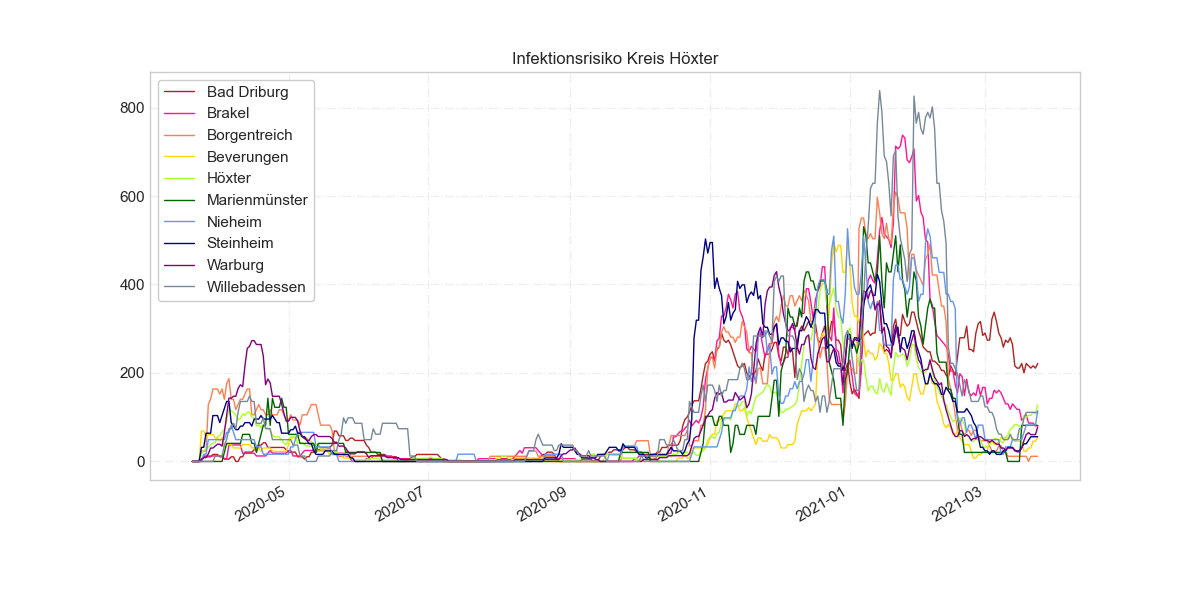 Infektionsrisiko Kreis Höxter
Bad Driburg
Brakel
Borgentreich
Beverungen
Höxter
Marienmünster
Nieheim
Steinheim
Warburg
Willebadessen
800
600
400
200
0
2020-05
2020-07
2020-09
2020-11
2021-01
2021-03